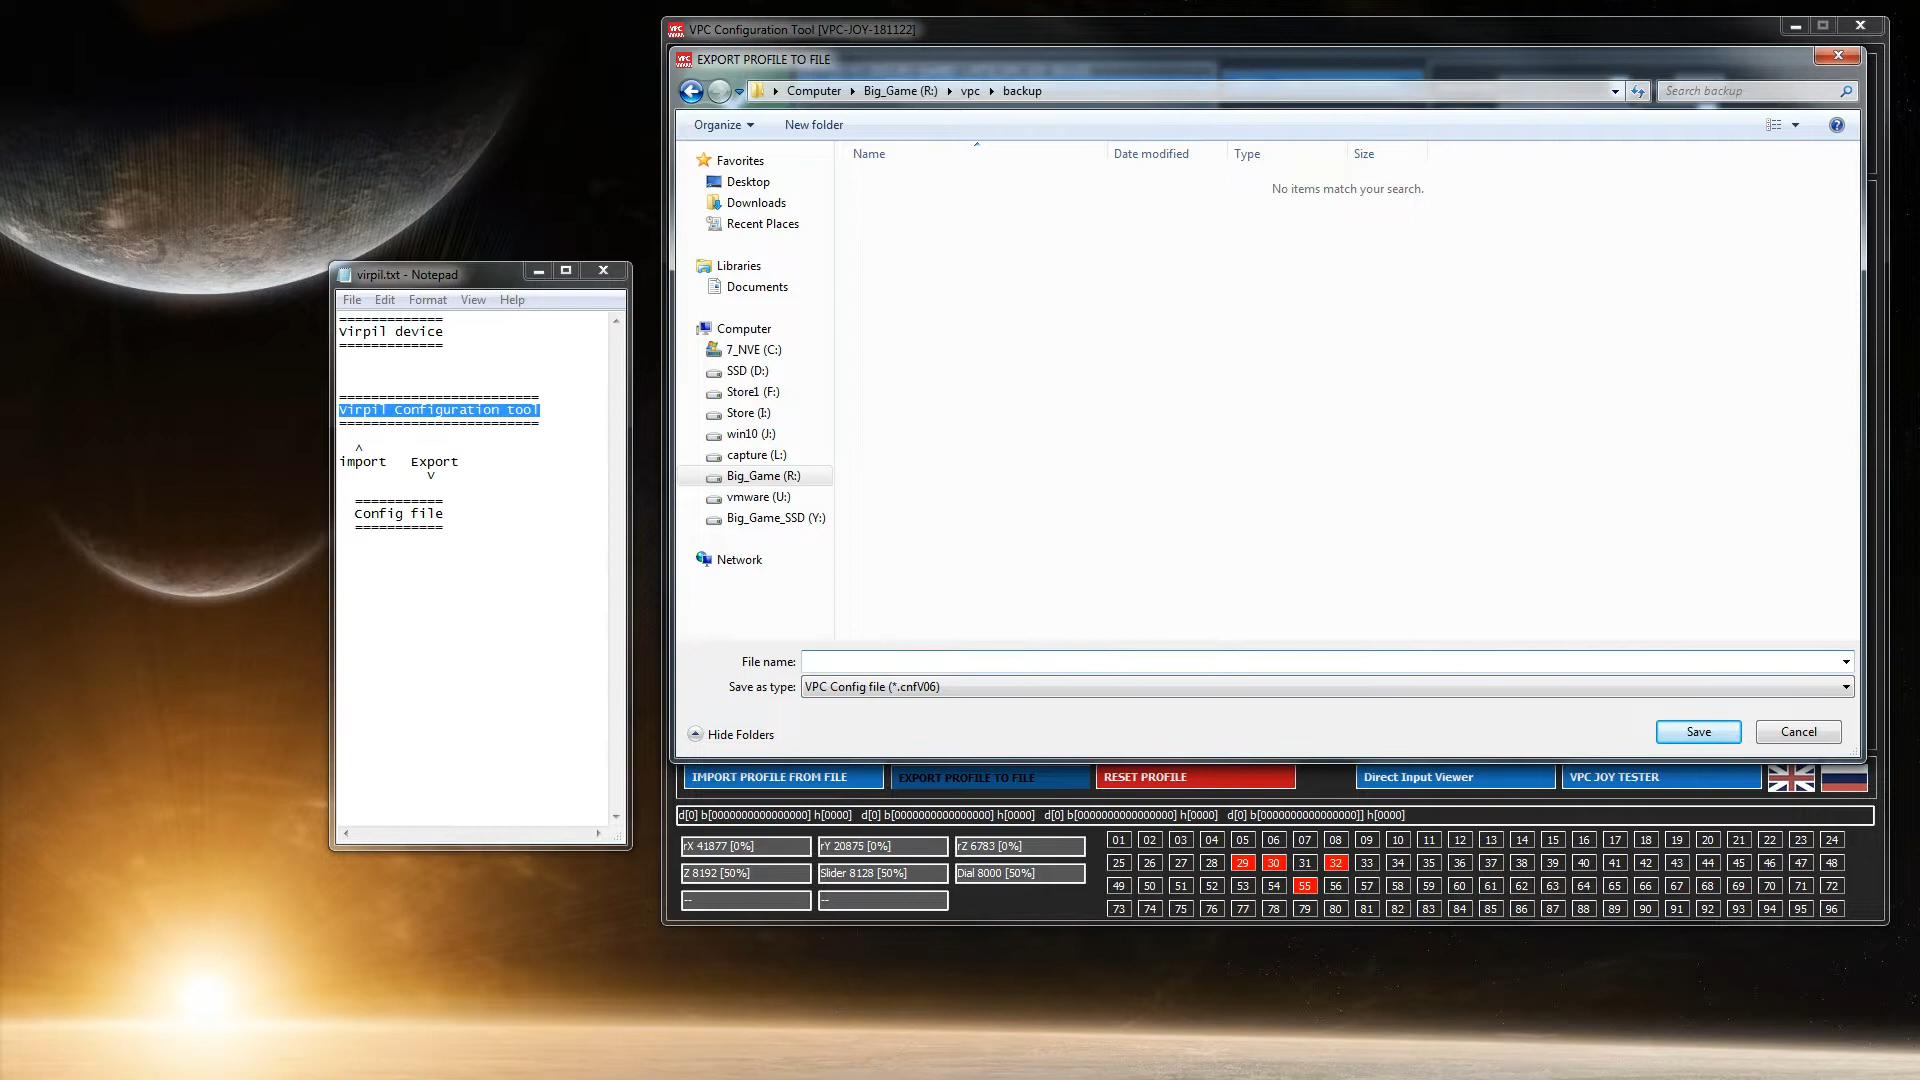 VPC Configuration Tool [VPC-JOY-181122]
EXPORT PROFILE TO FILE
Computer Big_Game (R:) vpc backup
Search backup
Organize New folder
Name Date modified Type Size
No items match your search.
Favorites
Desktop
Downloads
Recent Places
Libraries
Documents
Computer
7_NVE (C:)
SSD (D:)
Store1 (F:)
Store (I:)
win10 (J:)
capture (L:)
Big_Game (R:)
vmware (U:)
Big_Game_SSD (Y:)
Network
File name:
Save as type: VPC Config file (*.cnfV06)
Hide Folders
Save Cancel
virpil.txt - Notepad
File Edit Format View Help
=============
Virpil device
=============
=========================
Virpil Configuration tool
=========================
^
import Export
v
===========
Config file
===========
IMPORT PROFILE FROM FILE EXPORT PROFILE TO FILE RESET PROFILE Direct Input Viewer VPC JOY TESTER
d[0] b[0000000000000000] h[0000] d[0] b[0000000000000000] h[0000] d[0] b[0000000000000000] h[0000] d[0] b[0000000000000000]] h[0000]
rX 41877 [0%] rY 20875 [0%] rZ 6783 [0%]
Z 8192 [50%] Slider 8128 [50%] Dial 8000 [50%]
-- --
01 02 03 04 05 06 07 08 09 10 11 12 13 14 15 16 17 18 19 20 21 22 23 24
25 26 27 28 29 30 31 32 33 34 35 36 37 38 39 40 41 42 43 44 45 46 47 48
49 50 51 52 53 54 55 56 57 58 59 60 61 62 63 64 65 66 67 68 69 70 71 72
73 74 75 76 77 78 79 80 81 82 83 84 85 86 87 88 89 90 91 92 93 94 95 96